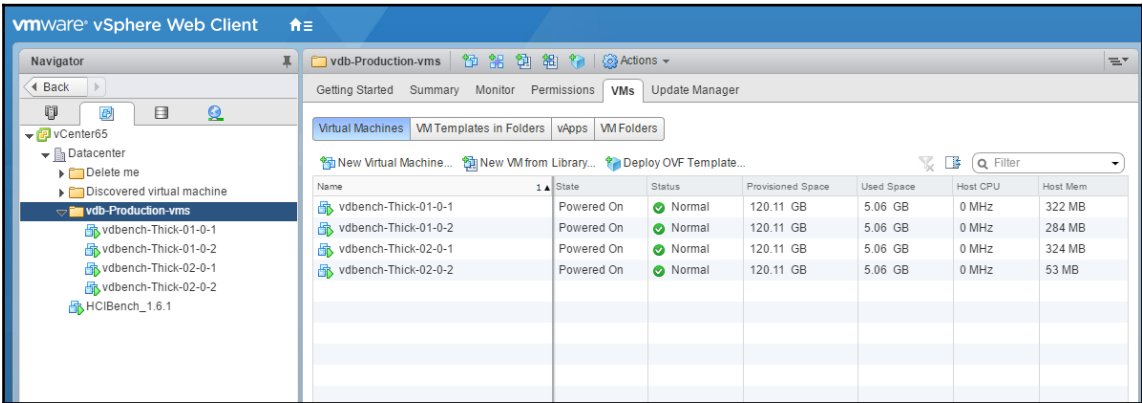 vmware® vSphere Web Client
Navigator
Back
vCenter65
Datacenter
Delete me
Discovered virtual machine
vdb-Production-vms
vdbench-Thick-01-0-1
vdbench-Thick-01-0-2
vdbench-Thick-02-0-1
vdbench-Thick-02-0-2
HCIBench_1.6.1
vdb-Production-vms Actions
Getting Started Summary Monitor Permissions VMs Update Manager
Virtual Machines VM Templates in Folders vApps VM Folders
New Virtual Machine... New VM from Library... Deploy OVF Template... Filter
Name 1 State Status Provisioned Space Used Space Host CPU Host Mem
vdbench-Thick-01-0-1 Powered On Normal 120.11 GB 5.06 GB 0 MHz 322 MB
vdbench-Thick-01-0-2 Powered On Normal 120.11 GB 5.06 GB 0 MHz 284 MB
vdbench-Thick-02-0-1 Powered On Normal 120.11 GB 5.06 GB 0 MHz 324 MB
vdbench-Thick-02-0-2 Powered On Normal 120.11 GB 5.06 GB 0 MHz 53 MB